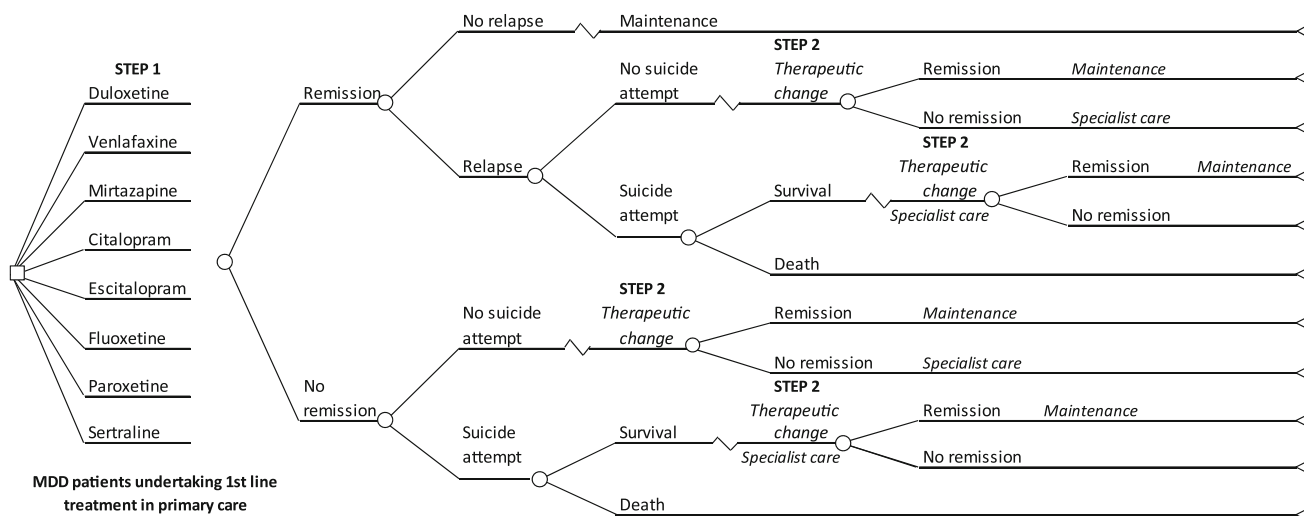 STEP 1
Duloxetine
Venlafaxine
Mirtazapine
Citalopram
Escitalopram
Fluoxetine
Paroxetine
Sertraline
MDD patients undertaking 1st line
treatment in primary care
Remission
No relapse
Maintenance
Relapse
No suicide
attempt
STEP 2
Therapeutic
change
Remission
Maintenance
No remission
Specialist care
Suicide
attempt
Survival
STEP 2
Therapeutic
change
Specialist care
Remission
Maintenance
No remission
Death
No
remission
No suicide
attempt
STEP 2
Therapeutic
change
Remission
Maintenance
No remission
Specialist care
Suicide
attempt
Survival
STEP 2
Therapeutic
change
Specialist care
Remission
Maintenance
No remission
Death